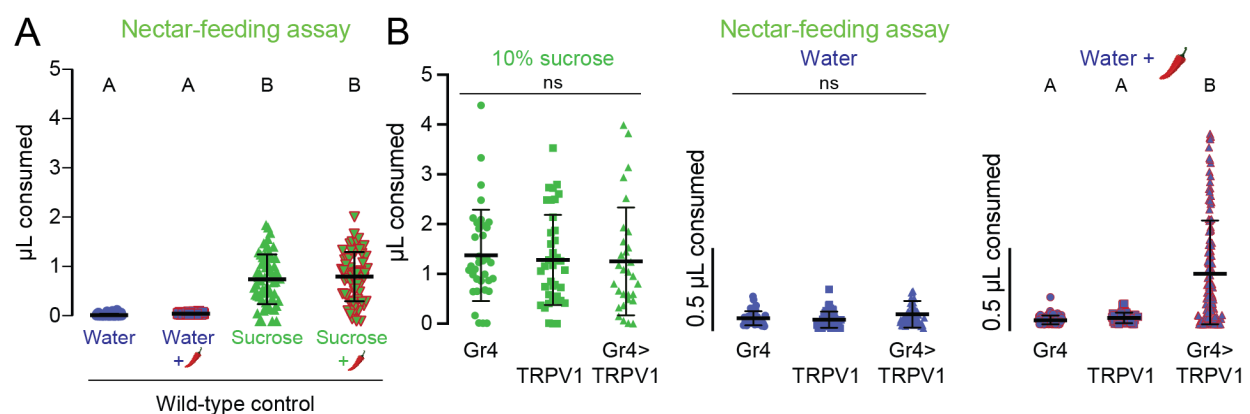 A
Nectar-feeding assay
µL consumed
5
4
3
2
1
0
A
A
B
B
Water
Water
+
Sucrose
Sucrose
+
Wild-type control
B
Nectar-feeding assay
10% sucrose
ns
µL consumed
5
4
3
2
1
0
Gr4
TRPV1
Gr4>
TRPV1
Water
ns
0.5 µL consumed
Gr4
TRPV1
Gr4>
TRPV1
Water +
A
A
B
0.5 µL consumed
Gr4
TRPV1
Gr4>
TRPV1